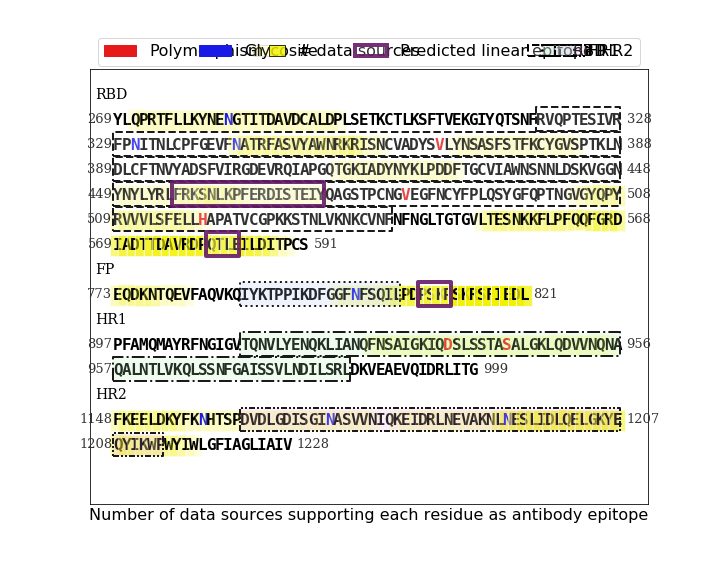 Polymorphism Glycosite # data sources Predicted linear epitope HR2
RBD
269 YLQPRTFLLKYNENGTITDAVDCALDPLSETKCTLKSFTVEKGIYQTSNFRVQPTESIVR 328
329 FPNITNLCPFGEVFNATRFASVYAWNRKRISNCVADYSVLYNSASFSTFKCYGVSPTKLN 388
389 DLCFTNVYADSFVIRGDEVRQIAPGQTGKIADYNYKLPDDFTGCVIAWNSNNLDSKVGGN 448
449 YNYLYRLFRKSNLKPFERDISTEIYQAGSTPCNGVEGFNCYFPLQSYGFQPTNGVGYQPY 508
509 RVVVLSFELLHAPATVCGPKKSTNLVKNKCVNFNFNGLTGTGVLTESNKKFLPFQQFGRD 568
569 IADTTDAVRDPQTLEILDITPCS 591
FP
773 EQDKNTQEVFAQVKQIYKTPPIKDFGGFNFSQILPDPSKPSKRSFIEDL 821
HR1
897 PFAMQMAYRFNGIGVTQNVLYENQKLIANQFNSAIGKIQDSLSSTASALGKLQDVVNQNA 956
957 QALNTLVKQLSSNFGAISSVLNDILSRLDKVEAEVQIDRLITG 999
HR2
1148 FKEELDKYFKNHTSPDVDLGDISGINASVVNIQKEIDRLNEVAKNLNESLIDLQELGKYE 1207
1208 QYIKWPWYIWLGFIAGLIAIV 1228
Number of data sources supporting each residue as antibody epitope